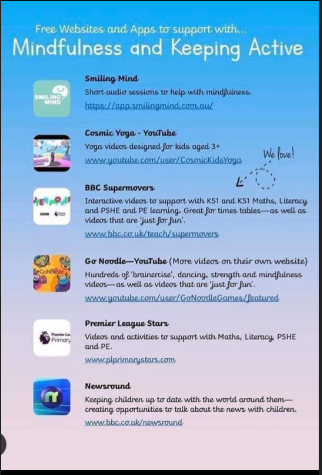 Free Websites and Apps to support with...
Mindfulness and Keeping Active
SMILING
MIND
Smiling Mind
Short audio sessions to help with mindfulness.
https://app.smilingmind.com.au/
Cosmic Yoga - YouTube
Yoga videos designed for kids aged 3+
www.youtube.com/user/CosmicKidsYoga
We love!
BBC Supermovers
Interactive videos to support with KS1 and KS1 Maths, Literacy
and PSHE and PE learning. Great for times tables—as well as
videos that are 'just for fun'.
www.bbc.co.uk/teach/supermovers
Go Noodle—YouTube (More videos on their own website)
Hundreds of 'brainercise', dancing, strength and mindfulness
videos—as well as videos that are 'just for fun'.
www.youtube.com/user/GoNoodleGames/featured
Premier League
Primary
Premier League Stars
Videos and activities to support with Maths, Literacy, PSHE
and PE.
www.plprimarystars.com
Newsround
Keeping children up to date with the world around them—
creating opportunities to talk about the news with children.
www.bbc.co.uk/newsround